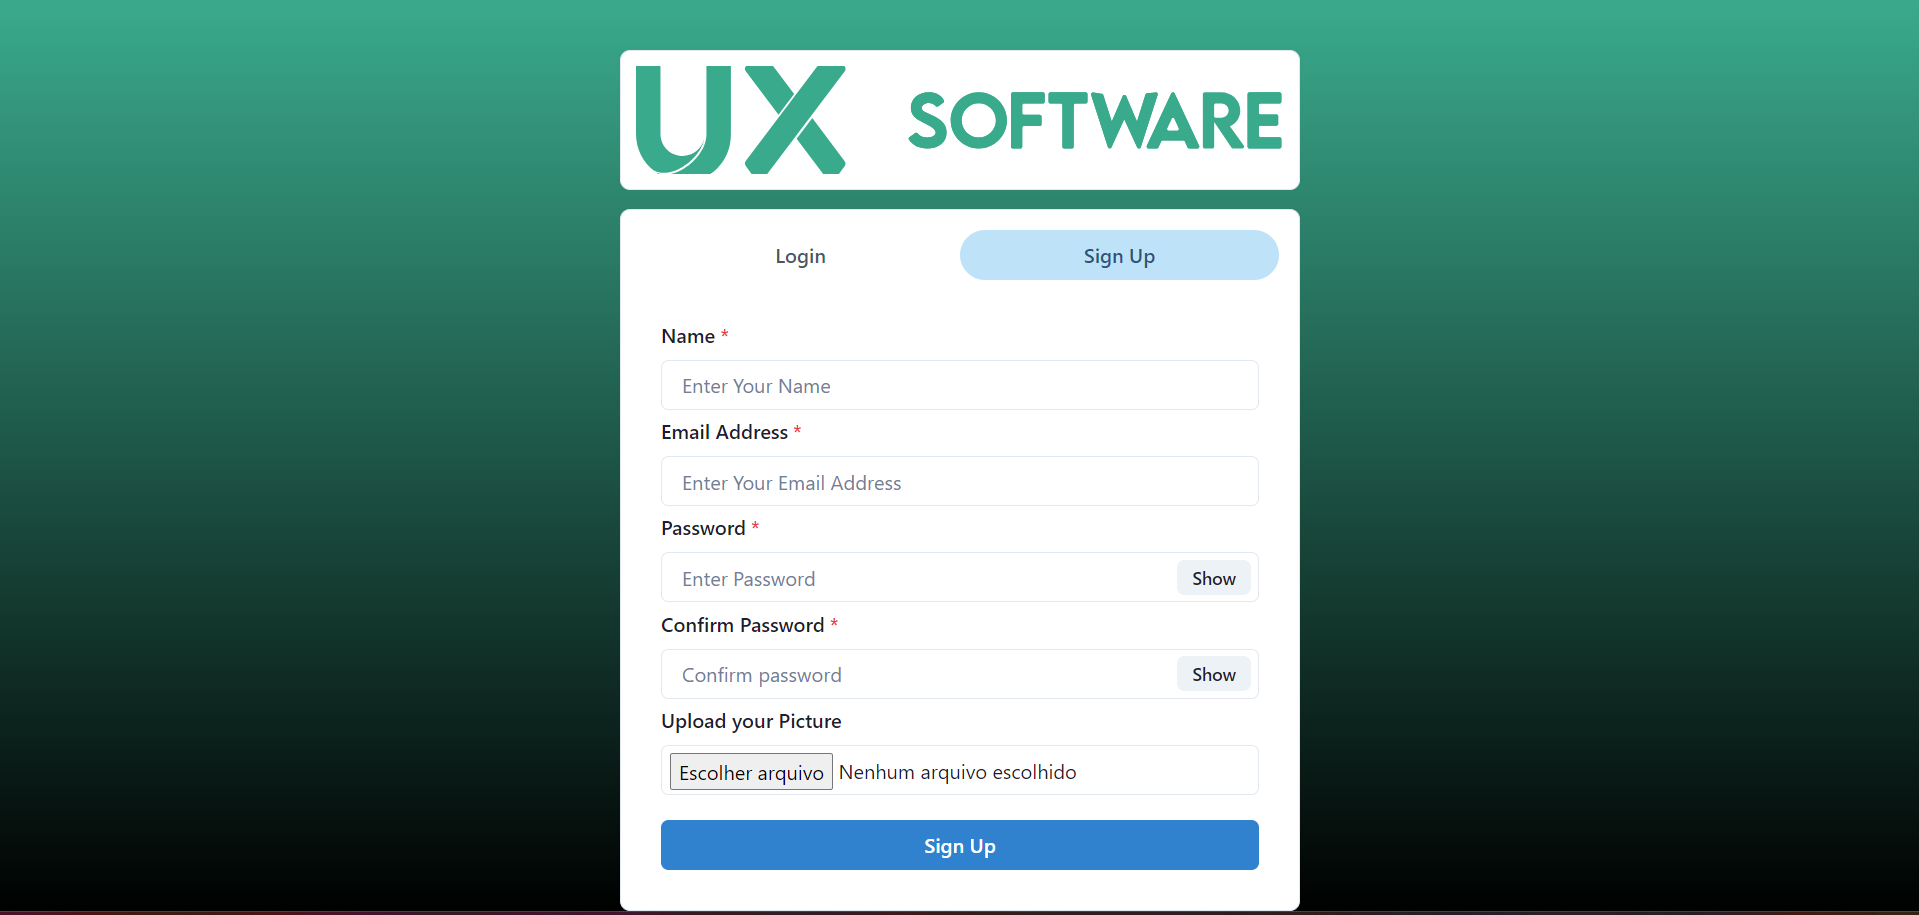 UX SOFTWARE
Login Sign Up
Name *
Enter Your Name
Email Address *
Enter Your Email Address
Password *
Enter Password Show
Confirm Password *
Confirm password Show
Upload your Picture
Escolher arquivo Nenhum arquivo escolhido
Sign Up